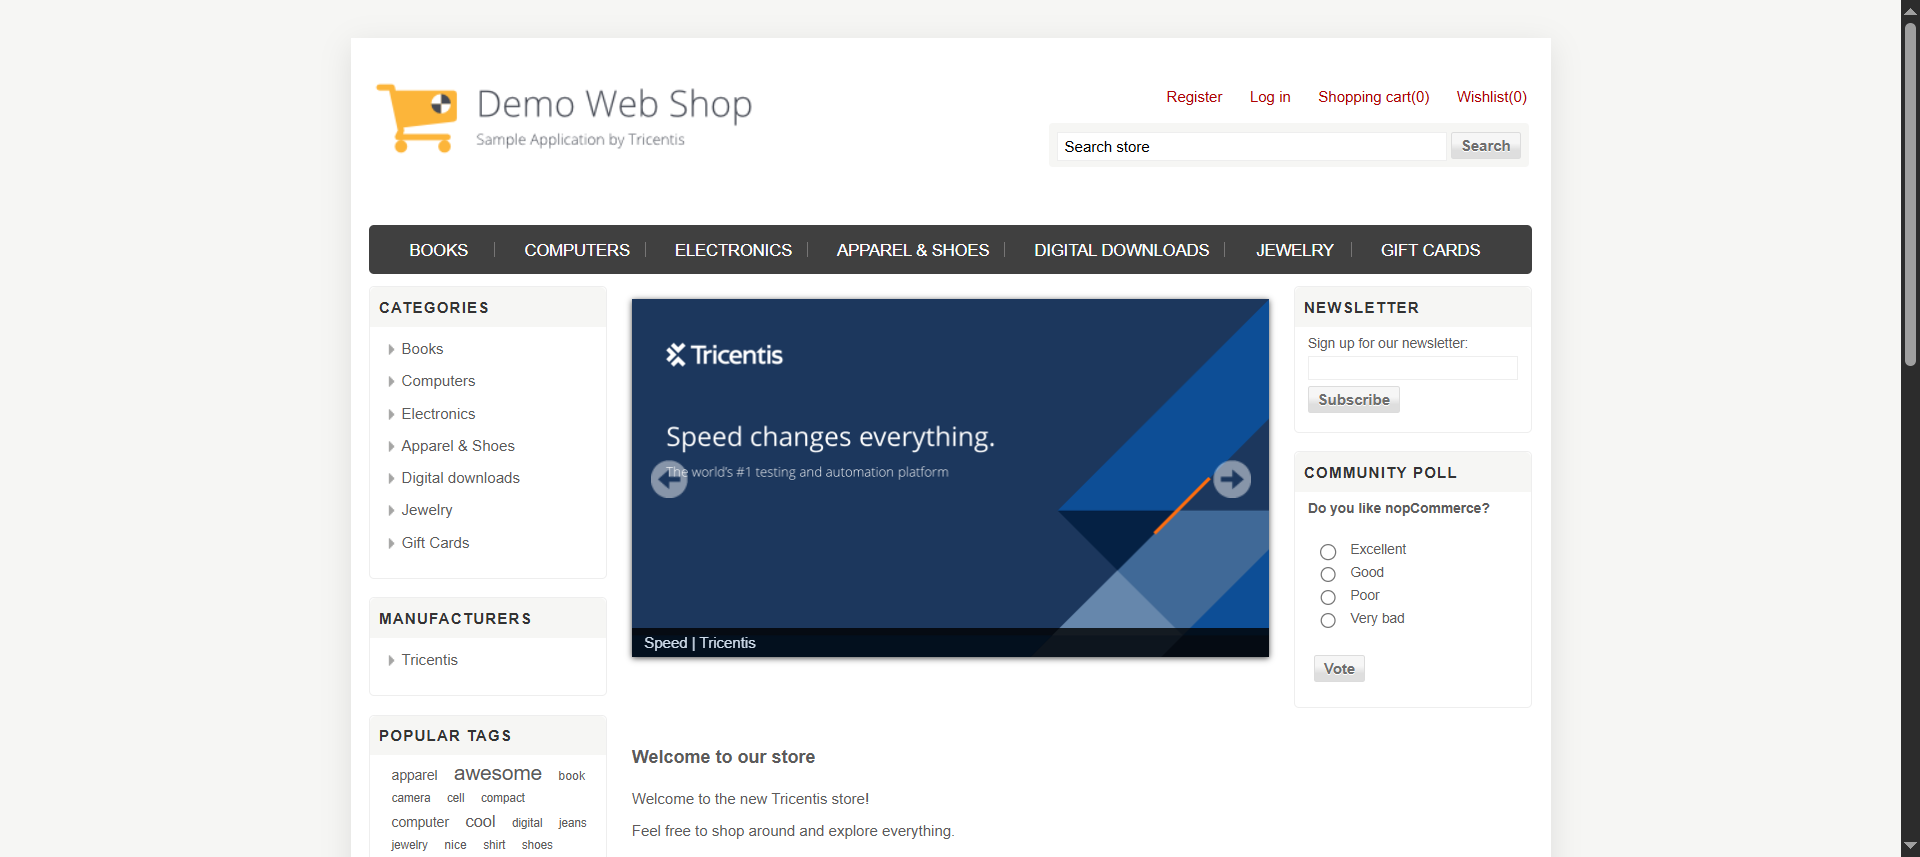 Demo Web Shop
Sample Application by Tricentis
Register Log in Shopping cart(0) Wishlist(0)
Search store Search
BOOKS COMPUTERS ELECTRONICS APPAREL & SHOES DIGITAL DOWNLOADS JEWELRY GIFT CARDS
CATEGORIES
Books
Computers
Electronics
Apparel & Shoes
Digital downloads
Jewelry
Gift Cards
MANUFACTURERS
Tricentis
POPULAR TAGS
apparel awesome book
camera cell compact
computer cool digital jeans
jewelry nice shirt shoes
Tricentis
Speed changes everything.
The world's #1 testing and automation platform
Speed | Tricentis
Welcome to our store
Welcome to the new Tricentis store!
Feel free to shop around and explore everything.
NEWSLETTER
Sign up for our newsletter:
Subscribe
COMMUNITY POLL
Do you like nopCommerce?
Excellent
Good
Poor
Very bad
Vote